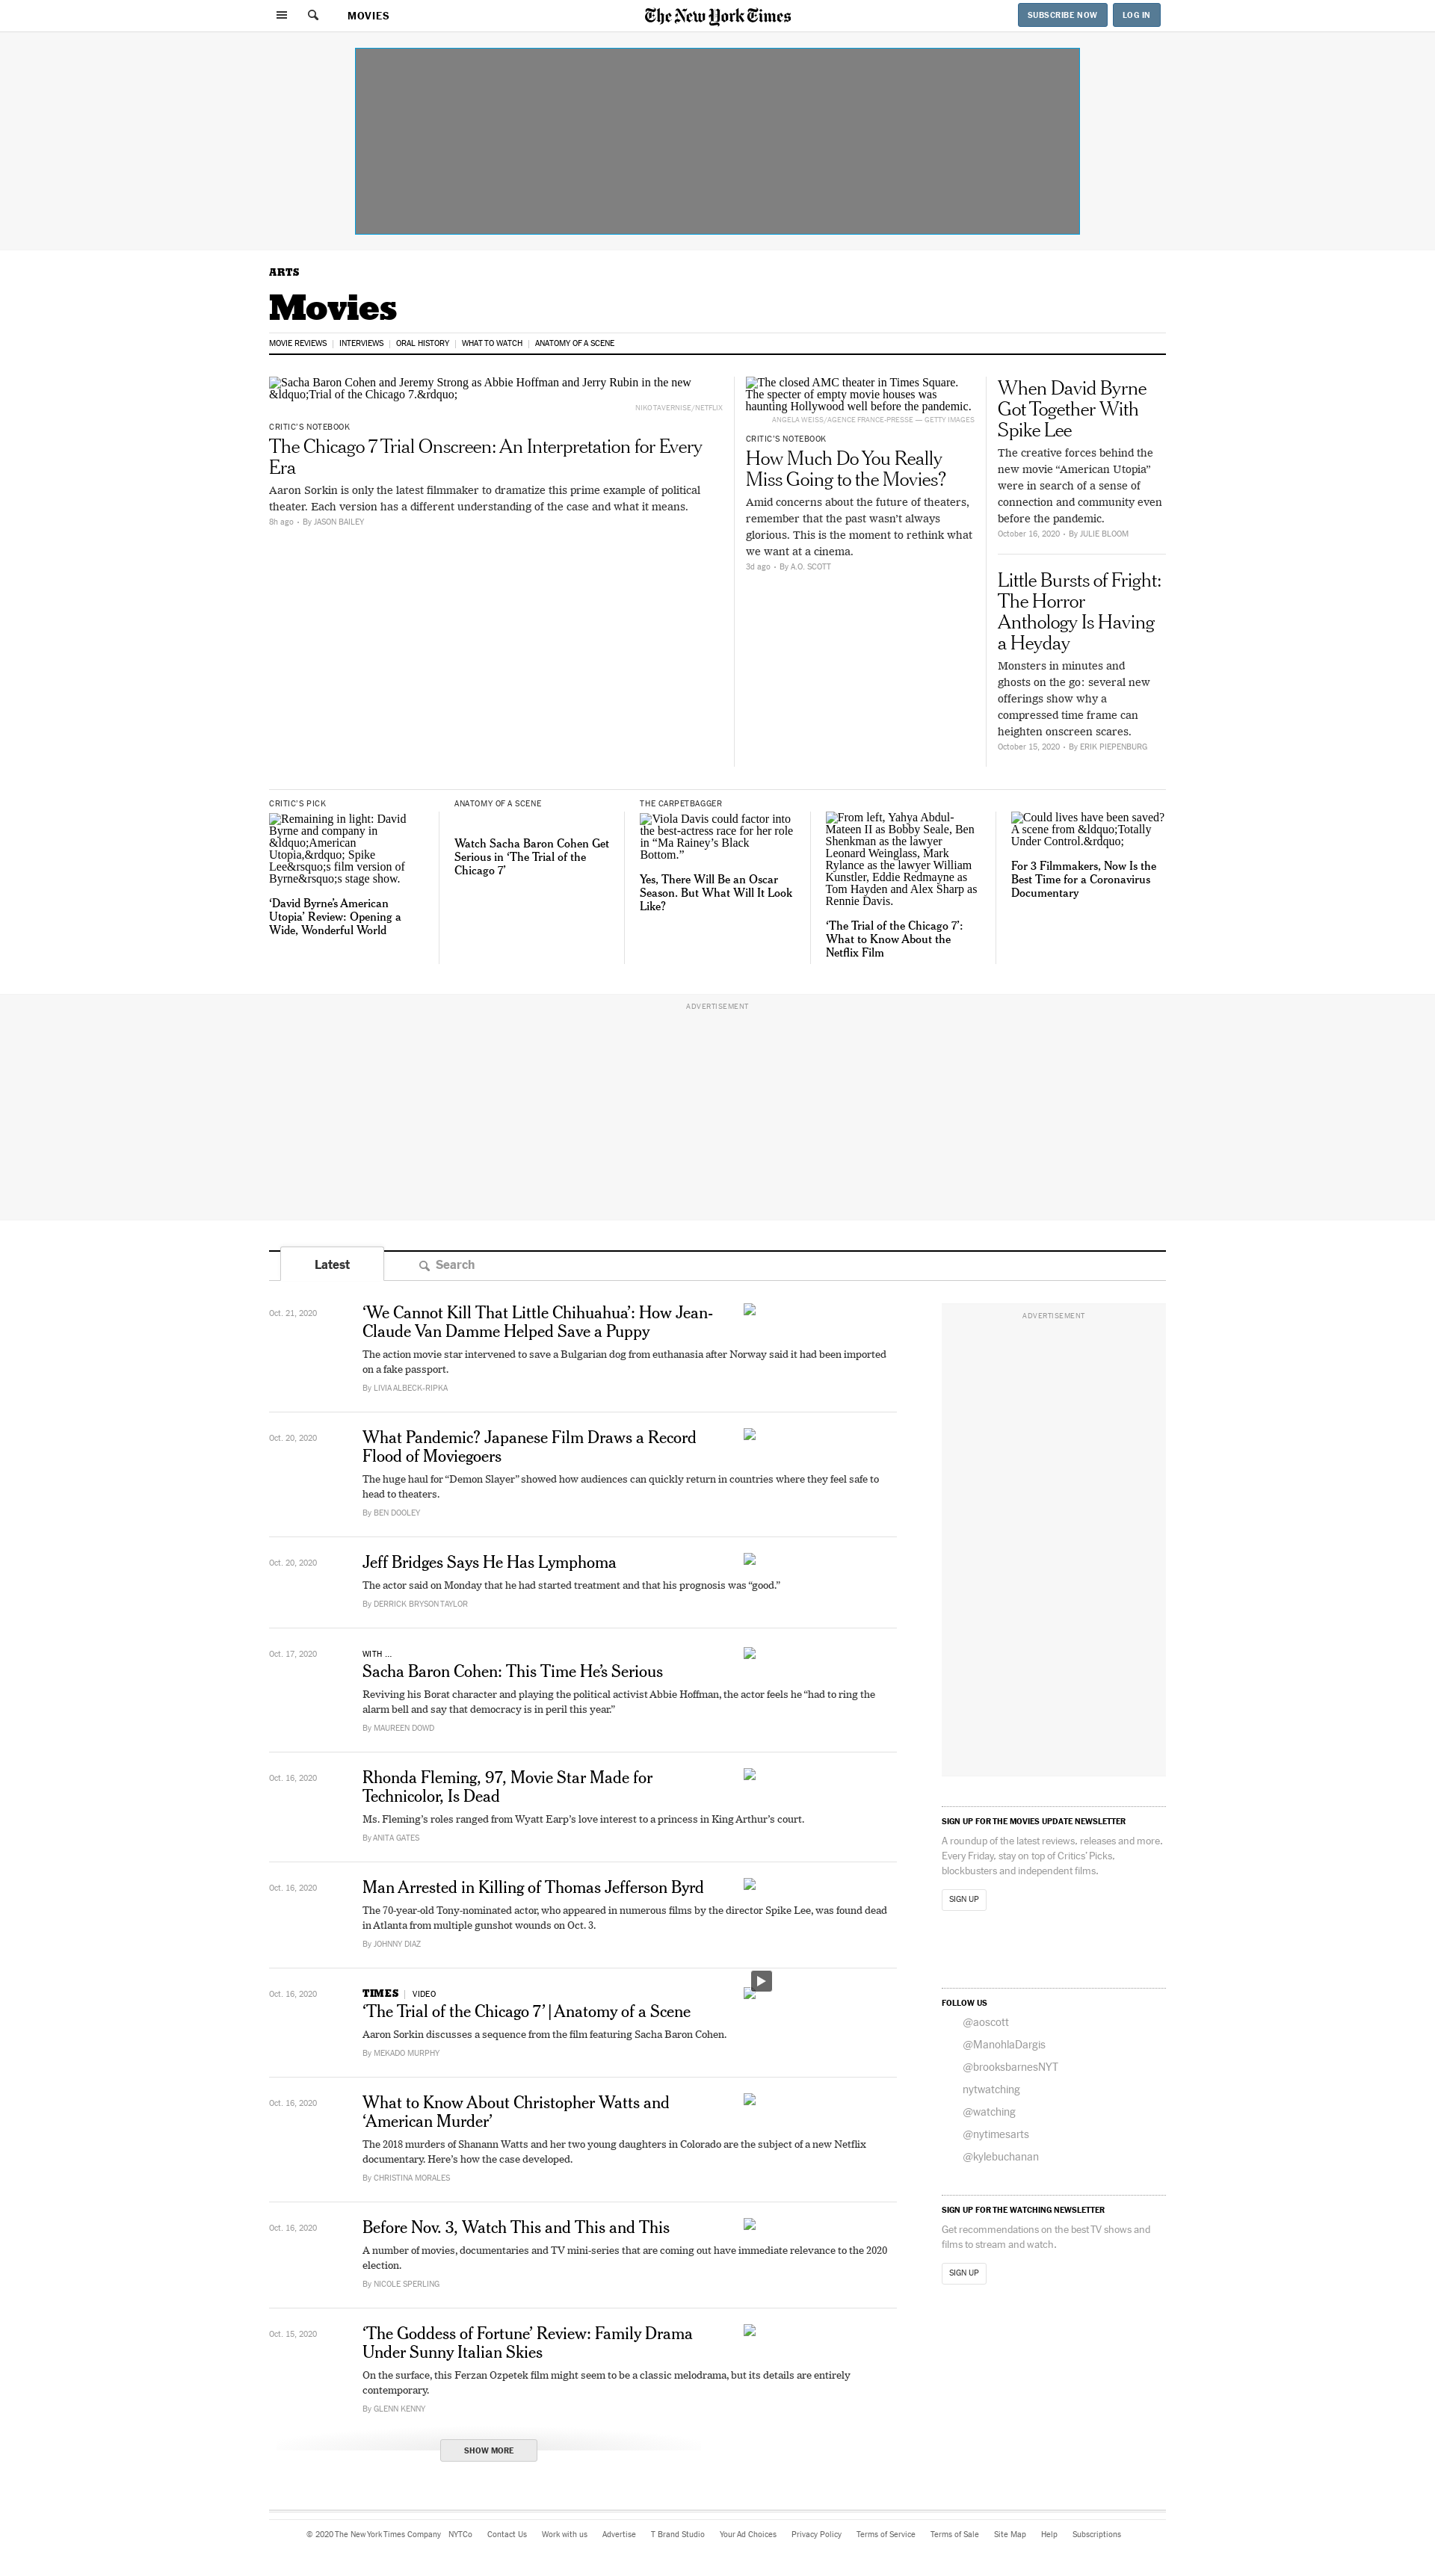 MOVIES
The New York Times
SUBSCRIBE NOW
LOG IN
ARTS
Movies
MOVIE REVIEWS
INTERVIEWS
ORAL HISTORY
WHAT TO WATCH
ANATOMY OF A SCENE
Sacha Baron Cohen and Jeremy Strong as Abbie Hoffman and Jerry Rubin in the new
&ldquo;Trial of the Chicago 7.&rdquo;
NIKO TAVERNISE/NETFLIX
CRITIC'S NOTEBOOK
The Chicago 7 Trial Onscreen: An Interpretation for Every
Era
Aaron Sorkin is only the latest filmmaker to dramatize this prime example of political
theater. Each version has a different understanding of the case and what it means.
8h ago · By JASON BAILEY
The closed AMC theater in Times Square.
The specter of empty movie houses was
haunting Hollywood well before the pandemic.
ANGELA WEISS/AGENCE FRANCE-PRESSE — GETTY IMAGES
CRITIC'S NOTEBOOK
How Much Do You Really
Miss Going to the Movies?
Amid concerns about the future of theaters,
remember that the past wasn't always
glorious. This is the moment to rethink what
we want at a cinema.
3d ago · By A.O. SCOTT
When David Byrne
Got Together With
Spike Lee
The creative forces behind the
new movie “American Utopia”
were in search of a sense of
connection and community even
before the pandemic.
October 16, 2020 · By JULIE BLOOM
Little Bursts of Fright:
The Horror
Anthology Is Having
a Heyday
Monsters in minutes and
ghosts on the go: several new
offerings show why a
compressed time frame can
heighten onscreen scares.
October 15, 2020 · By ERIK PIEPENBURG
CRITIC'S PICK
Remaining in light: David
Byrne and company in
&ldquo;American
Utopia,&rdquo; Spike
Lee&rsquo;s film version of
Byrne&rsquo;s stage show.
‘David Byrne’s American
Utopia’ Review: Opening a
Wide, Wonderful World
ANATOMY OF A SCENE
Watch Sacha Baron Cohen Get
Serious in ‘The Trial of the
Chicago 7’
THE CARPETBAGGER
Viola Davis could factor into
the best-actress race for her role
in “Ma Rainey’s Black
Bottom.”
Yes, There Will Be an Oscar
Season. But What Will It Look
Like?
From left, Yahya Abdul-
Mateen II as Bobby Seale, Ben
Shenkman as the lawyer
Leonard Weinglass, Mark
Rylance as the lawyer William
Kunstler, Eddie Redmayne as
Tom Hayden and Alex Sharp as
Rennie Davis.
‘The Trial of the Chicago 7’:
What to Know About the
Netflix Film
Could lives have been saved?
A scene from &ldquo;Totally
Under Control.&rdquo;
For 3 Filmmakers, Now Is the
Best Time for a Coronavirus
Documentary
ADVERTISEMENT
Latest
Search
Oct. 21, 2020
‘We Cannot Kill That Little Chihuahua’: How Jean-
Claude Van Damme Helped Save a Puppy
The action movie star intervened to save a Bulgarian dog from euthanasia after Norway said it had been imported
on a fake passport.
By LIVIA ALBECK-RIPKA
Oct. 20, 2020
What Pandemic? Japanese Film Draws a Record
Flood of Moviegoers
The huge haul for “Demon Slayer” showed how audiences can quickly return in countries where they feel safe to
head to theaters.
By BEN DOOLEY
Oct. 20, 2020
Jeff Bridges Says He Has Lymphoma
The actor said on Monday that he had started treatment and that his prognosis was “good.”
By DERRICK BRYSON TAYLOR
Oct. 17, 2020
WITH ...
Sacha Baron Cohen: This Time He’s Serious
Reviving his Borat character and playing the political activist Abbie Hoffman, the actor feels he “had to ring the
alarm bell and say that democracy is in peril this year.”
By MAUREEN DOWD
Oct. 16, 2020
Rhonda Fleming, 97, Movie Star Made for
Technicolor, Is Dead
Ms. Fleming’s roles ranged from Wyatt Earp’s love interest to a princess in King Arthur’s court.
By ANITA GATES
Oct. 16, 2020
Man Arrested in Killing of Thomas Jefferson Byrd
The 70-year-old Tony-nominated actor, who appeared in numerous films by the director Spike Lee, was found dead
in Atlanta from multiple gunshot wounds on Oct. 3.
By JOHNNY DIAZ
Oct. 16, 2020
TIMES | VIDEO
‘The Trial of the Chicago 7’ | Anatomy of a Scene
Aaron Sorkin discusses a sequence from the film featuring Sacha Baron Cohen.
By MEKADO MURPHY
Oct. 16, 2020
What to Know About Christopher Watts and
‘American Murder’
The 2018 murders of Shanann Watts and her two young daughters in Colorado are the subject of a new Netflix
documentary. Here’s how the case developed.
By CHRISTINA MORALES
Oct. 16, 2020
Before Nov. 3, Watch This and This and This
A number of movies, documentaries and TV mini-series that are coming out have immediate relevance to the 2020
election.
By NICOLE SPERLING
Oct. 15, 2020
‘The Goddess of Fortune’ Review: Family Drama
Under Sunny Italian Skies
On the surface, this Ferzan Ozpetek film might seem to be a classic melodrama, but its details are entirely
contemporary.
By GLENN KENNY
SHOW MORE
ADVERTISEMENT
SIGN UP FOR THE MOVIES UPDATE NEWSLETTER
A roundup of the latest reviews, releases and more.
Every Friday, stay on top of Critics’ Picks,
blockbusters and independent films.
SIGN UP
FOLLOW US
@aoscott
@ManohlaDargis
@brooksbarnesNYT
nytwatching
@watching
@nytimesarts
@kylebuchanan
SIGN UP FOR THE WATCHING NEWSLETTER
Get recommendations on the best TV shows and
films to stream and watch.
SIGN UP
© 2020 The New York Times Company NYTCo Contact Us Work with us Advertise T Brand Studio Your Ad Choices Privacy Policy Terms of Service Terms of Sale Site Map Help Subscriptions